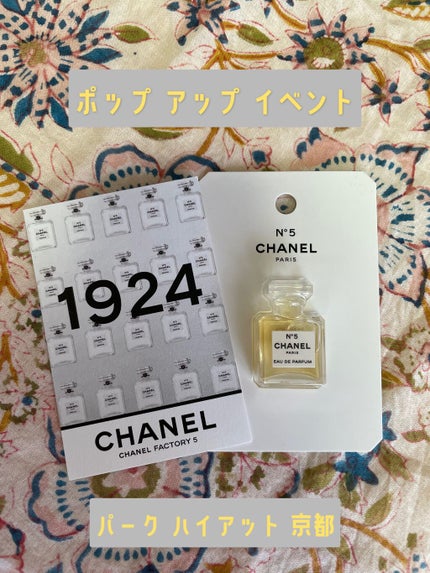 ポップ アップ イベント
1924
CHANEL
CHANEL FACTORY 5
N°5
CHANEL
PARIS
N°5
CHANEL
PARIS
EAU DE PARFUM
パーク ハイアット 京都